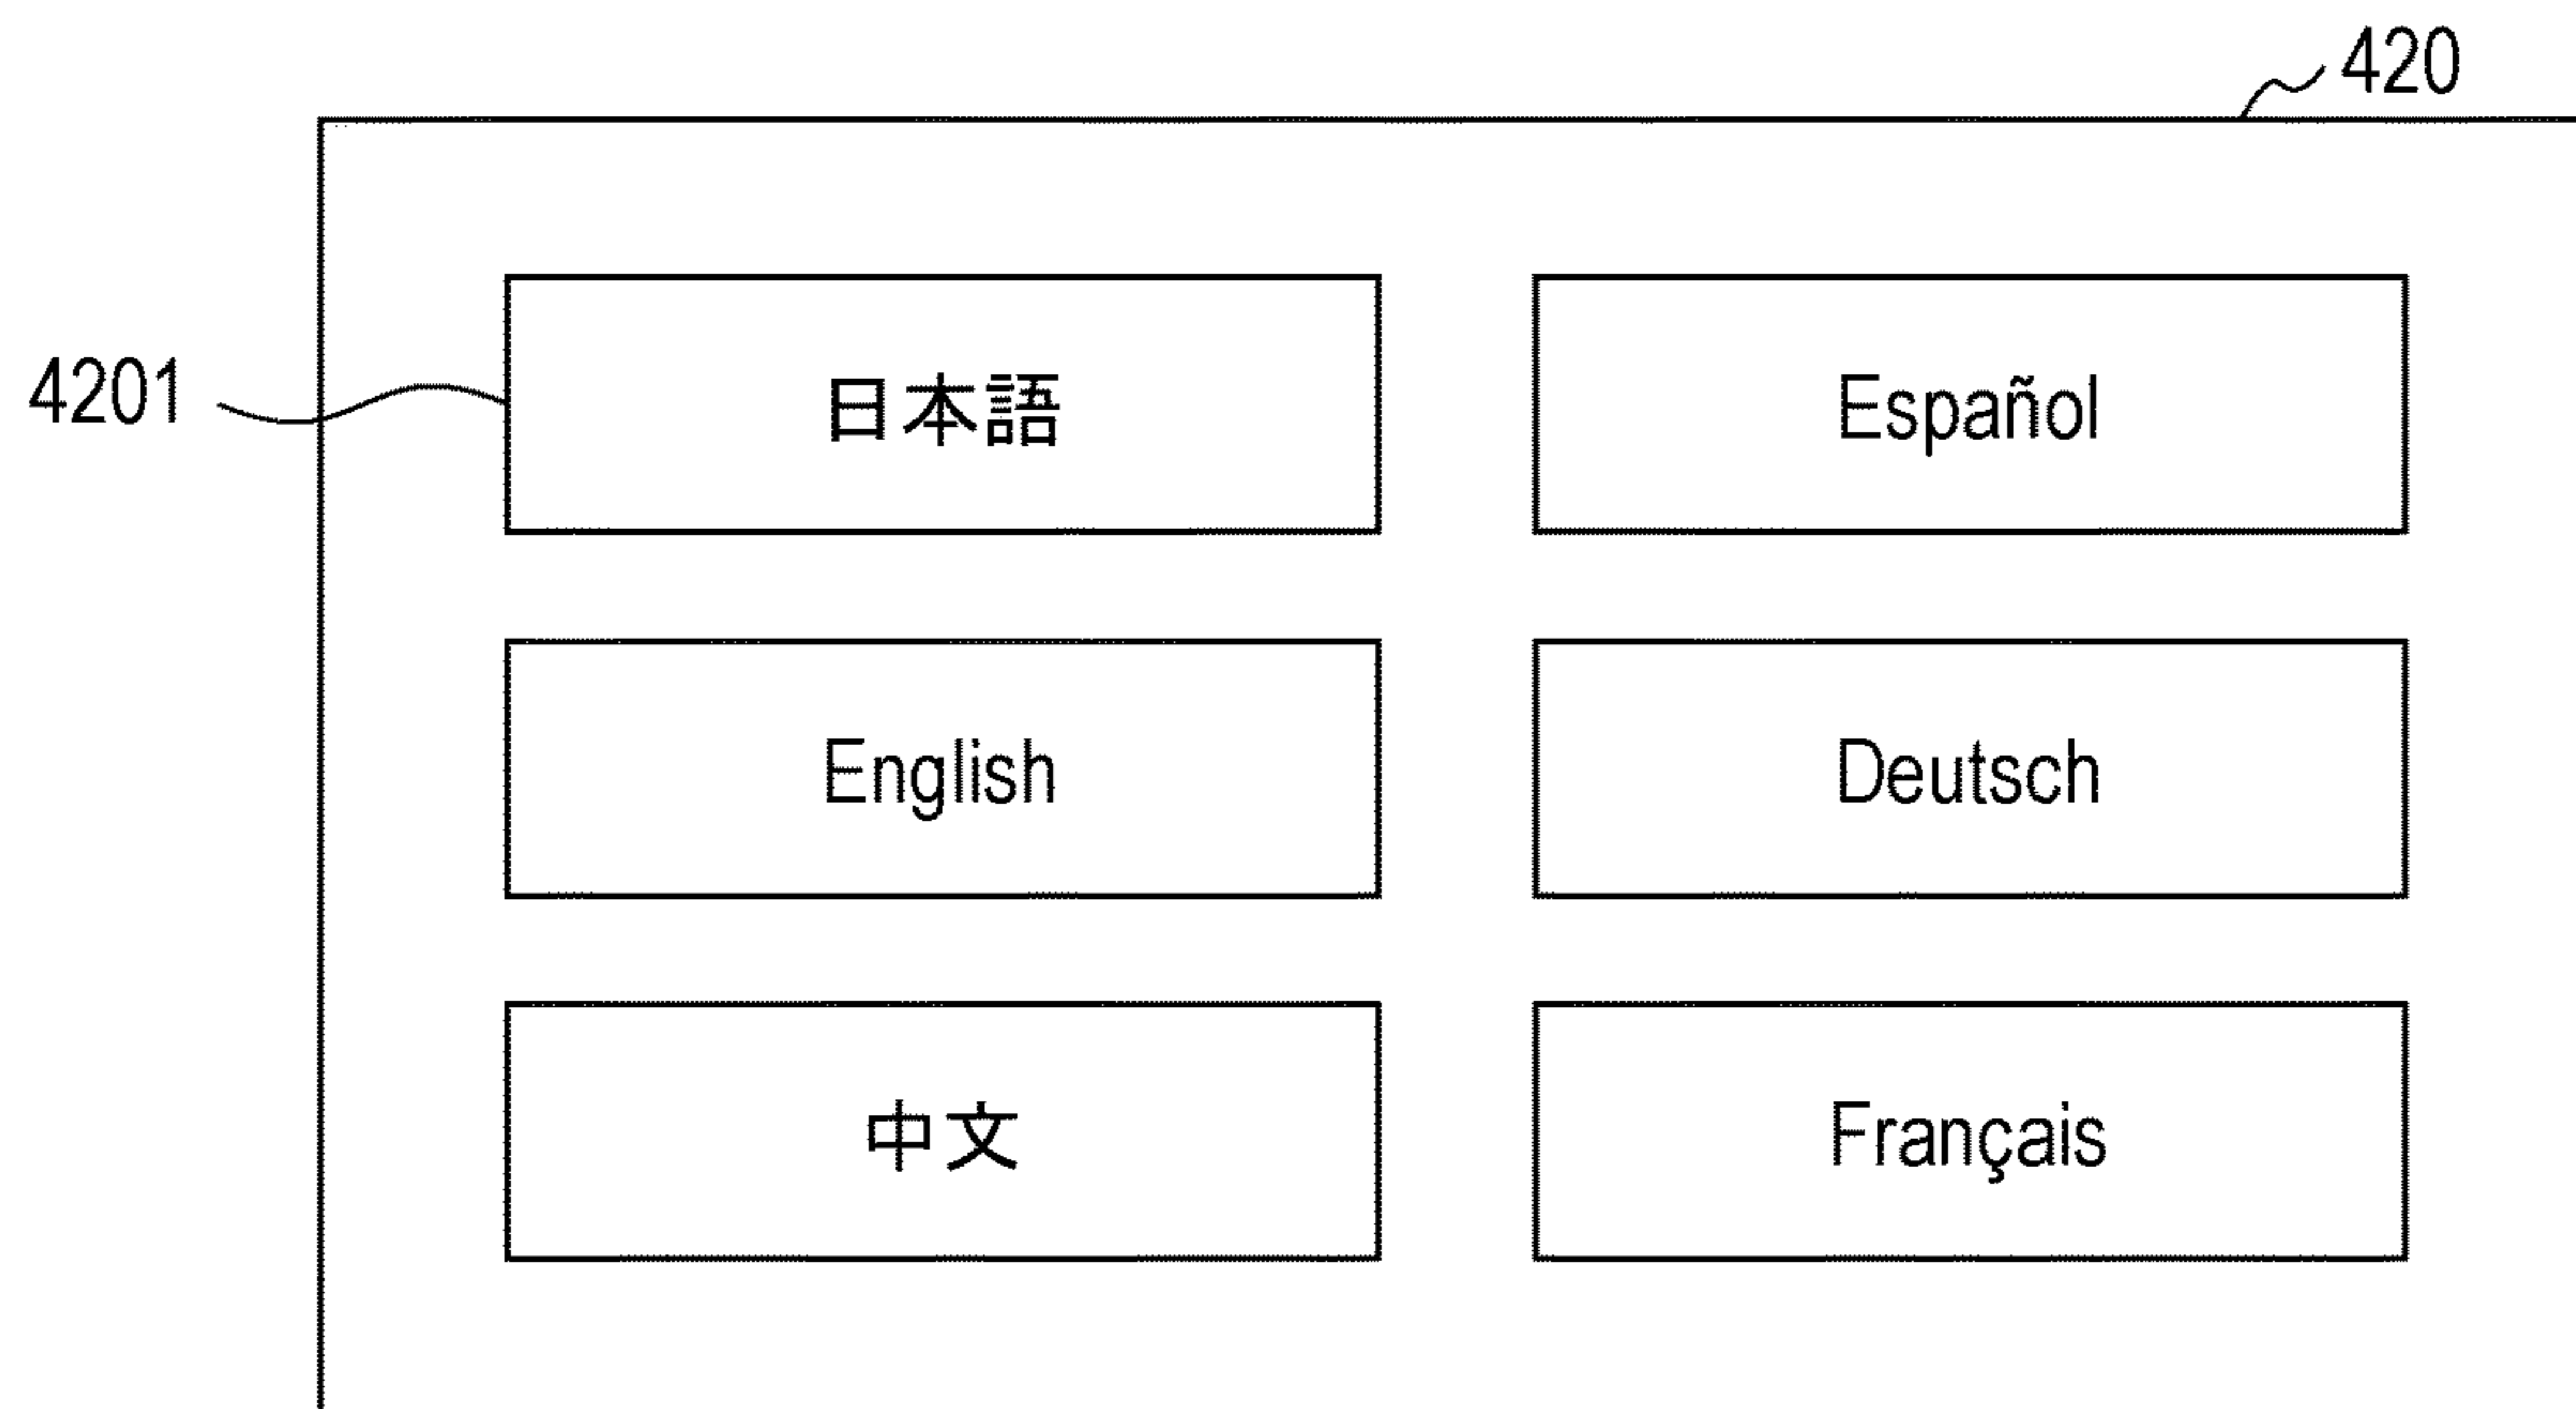 420
4201
日本語
Español
English
Deutsch
中文
Français